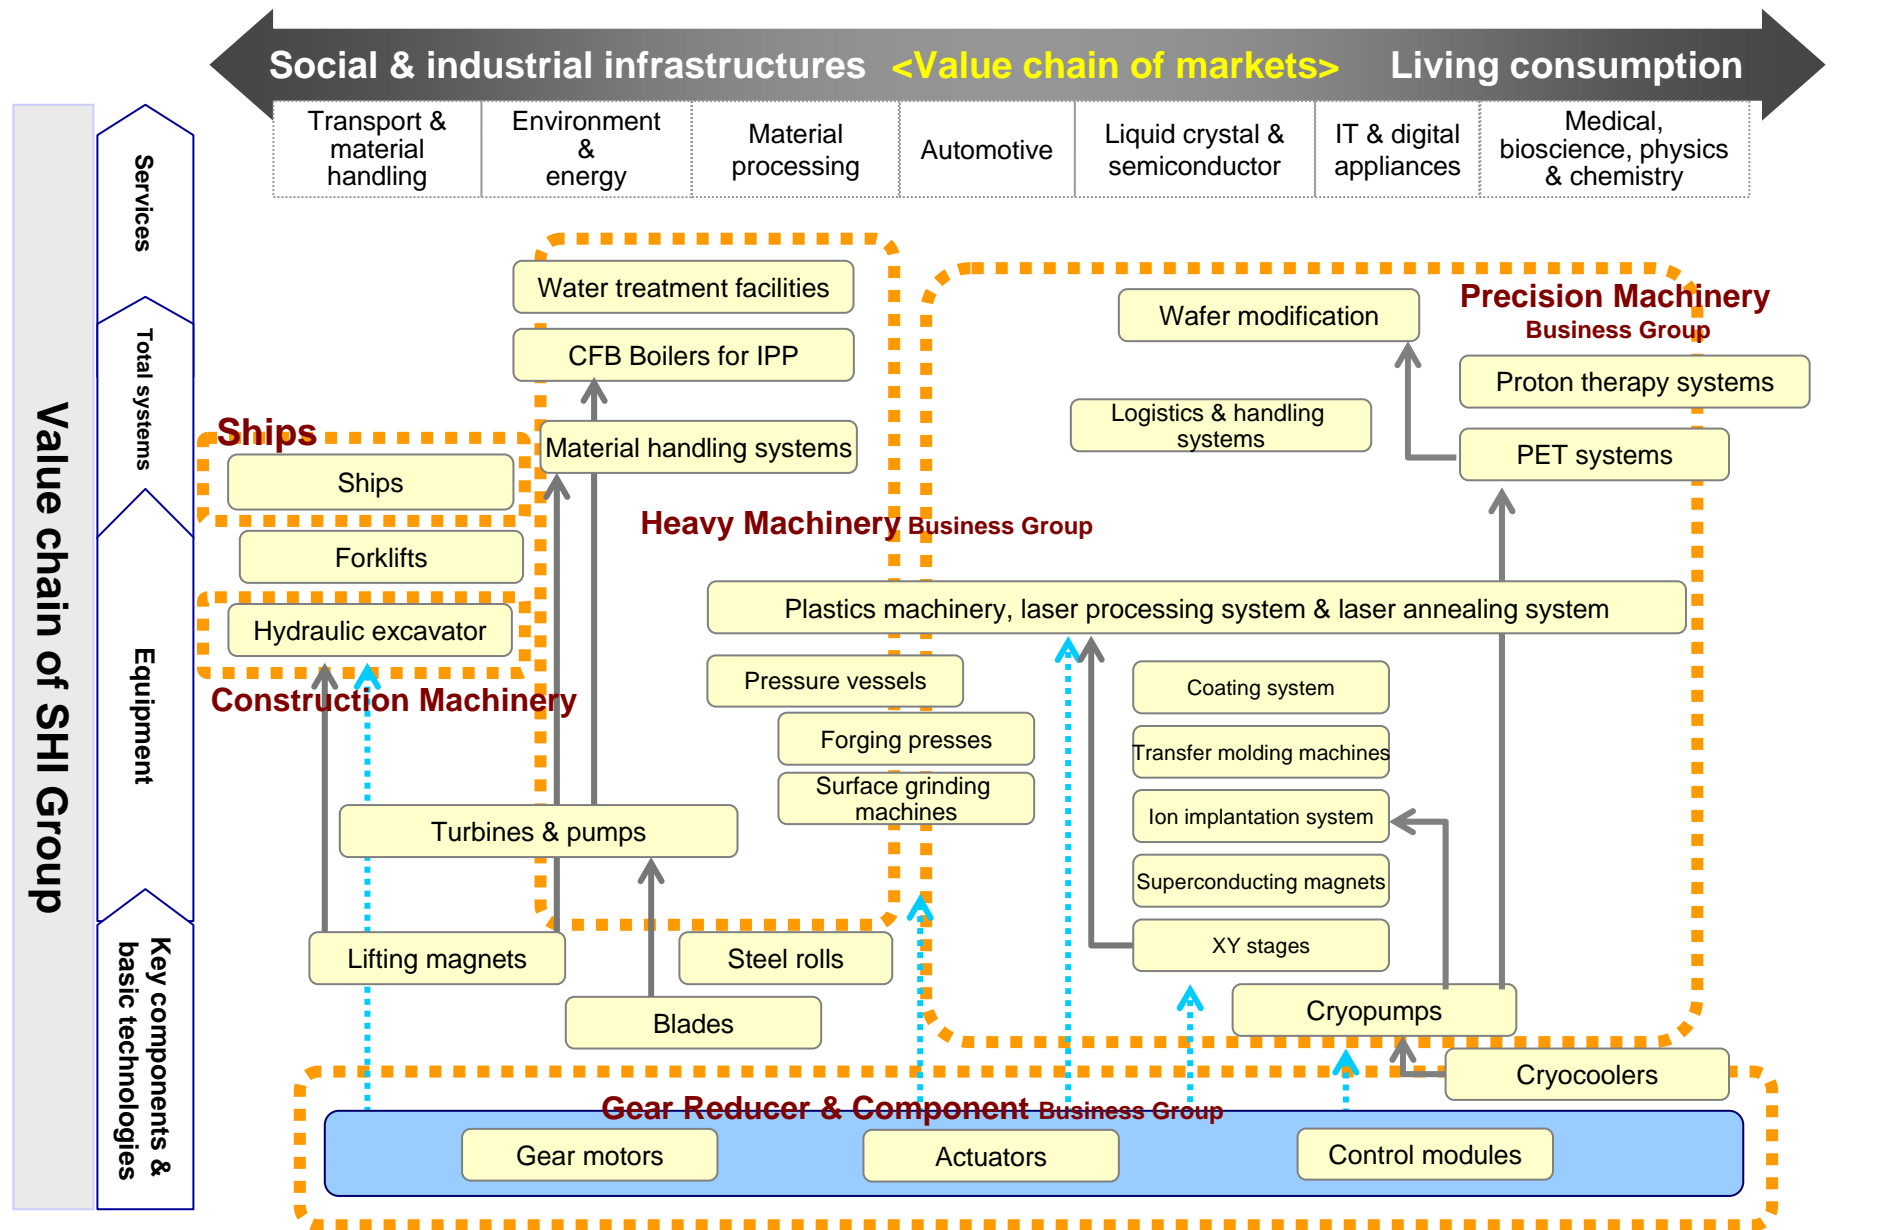 Social & industrial infrastructures <Value chain of markets> Living consumption
Transport &
material
handling
Environment
&
energy
Material
processing
Automotive
Liquid crystal &
semiconductor
IT & digital
appliances
Medical,
bioscience, physics
& chemistry
Value chain of SHI Group
Services
Total systems
Equipment
Key components &
basic technologies
Water treatment facilities
CFB Boilers for IPP
Material handling systems
Ships
Ships
Forklifts
Hydraulic excavator
Construction Machinery
Heavy Machinery Business Group
Wafer modification
Precision Machinery
Business Group
Proton therapy systems
Logistics & handling
systems
PET systems
Plastics machinery, laser processing system & laser annealing system
Pressure vessels
Forging presses
Surface grinding
machines
Coating system
Transfer molding machines
Ion implantation system
Superconducting magnets
XY stages
Turbines & pumps
Lifting magnets
Steel rolls
Blades
Cryopumps
Cryocoolers
Gear Reducer & Component Business Group
Gear motors
Actuators
Control modules